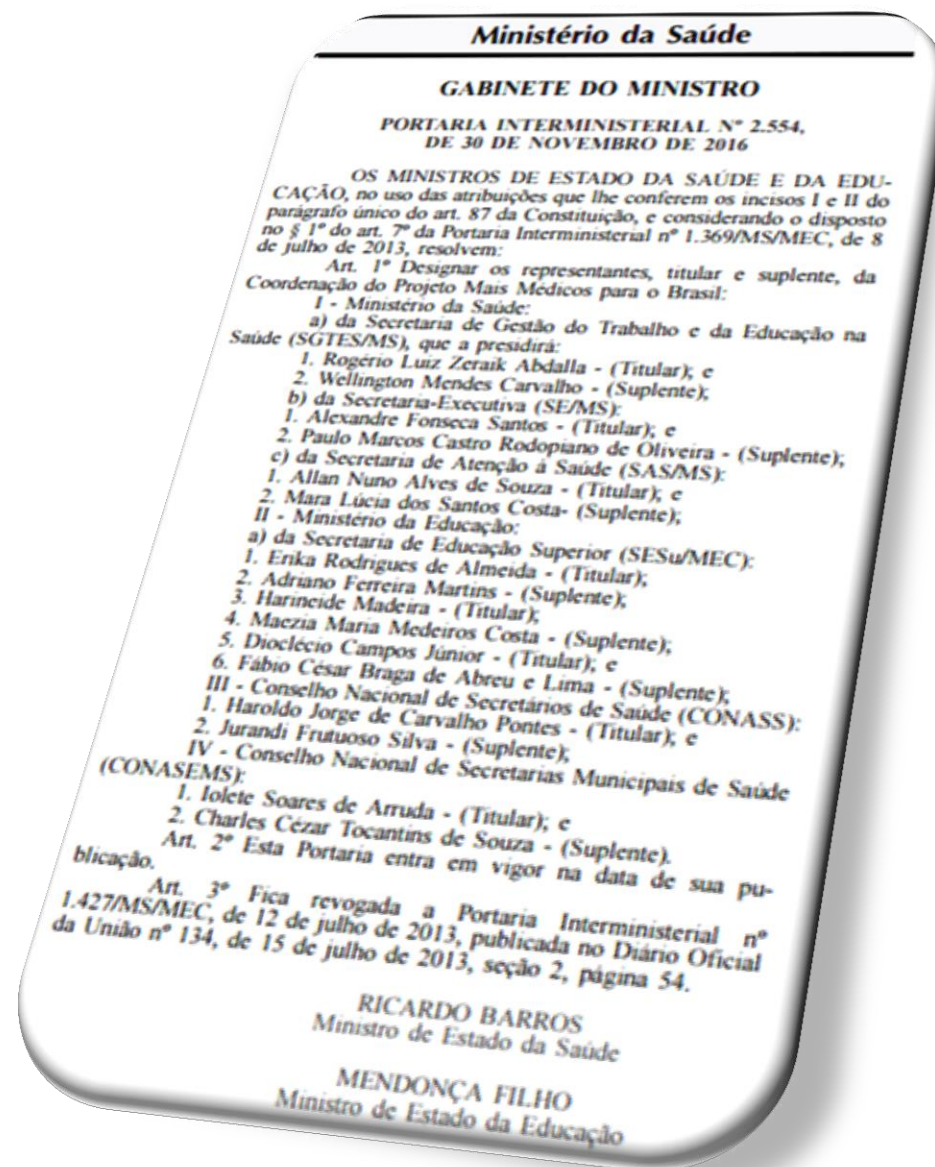 Ministério da Saúde
GABINETE DO MINISTRO
PORTARIA INTERMINISTERIAL Nº 2.554,
DE 30 DE NOVEMBRO DE 2016
OS MINISTROS DE ESTADO DA SAÚDE E DA EDU-
CAÇÃO, no uso das atribuições que lhe conferem os incisos I e II do
parágrafo único do art. 87 da Constituição, e considerando o disposto
no § 1º do art. 7º da Portaria Interministerial nº 1.369/MS/MEC, de 8
de julho de 2013, resolvem:
Art. 1º Designar os representantes, titular e suplente, da
Coordenação do Projeto Mais Médicos para o Brasil:
I - Ministério da Saúde:
a) da Secretaria de Gestão do Trabalho e da Educação na
Saúde (SGTES/MS), que a presidirá:
1. Rogério Luiz Zeraik Abdalla - (Titular); e
2. Wellington Mendes Carvalho - (Suplente);
b) da Secretaria-Executiva (SE/MS):
1. Alexandre Fonseca Santos - (Titular); e
2. Paulo Marcos Castro Rodopiano de Oliveira - (Suplente);
c) da Secretaria de Atenção á Saúde (SAS/MS):
1. Allan Nuno Alves de Souza - (Titular); e
2. Mara Lúcia dos Santos Costa- (Suplente);
II - Ministério da Educação:
a) da Secretaria de Educação Superior (SESu/MEC):
1. Erika Rodrigues de Almeida - (Titular);
2. Adriano Ferreira Martins - (Suplente);
3. Harineide Madeira - (Titular);
4. Maezia Maria Medeiros Costa - (Suplente);
5. Dioclécio Campos Júnior - (Titular); e
6. Fábio César Braga de Abreu e Lima - (Suplente);
III - Conselho Nacional de Secretários de Saúde (CONASS):
1. Haroldo Jorge de Carvalho Pontes - (Titular); e
2. Jurandi Frutuoso Silva - (Suplente);
IV - Conselho Nacional de Secretarias Municipais de Saúde
(CONASEMS):
1. Iolete Soares de Arruda - (Titular); e
2. Charles Cézar Tocantins de Souza - (Suplente).
Art. 2º Esta Portaria entra em vigor na data de sua pu-
blicação.
Art. 3º Fica revogada a Portaria Interministerial nº
1.427/MS/MEC, de 12 de julho de 2013, publicada no Diário Oficial
da União nº 134, de 15 de julho de 2013, seção 2, página 54.
RICARDO BARROS
Ministro de Estado da Saúde
MENDONÇA FILHO
Ministro de Estado da Educação